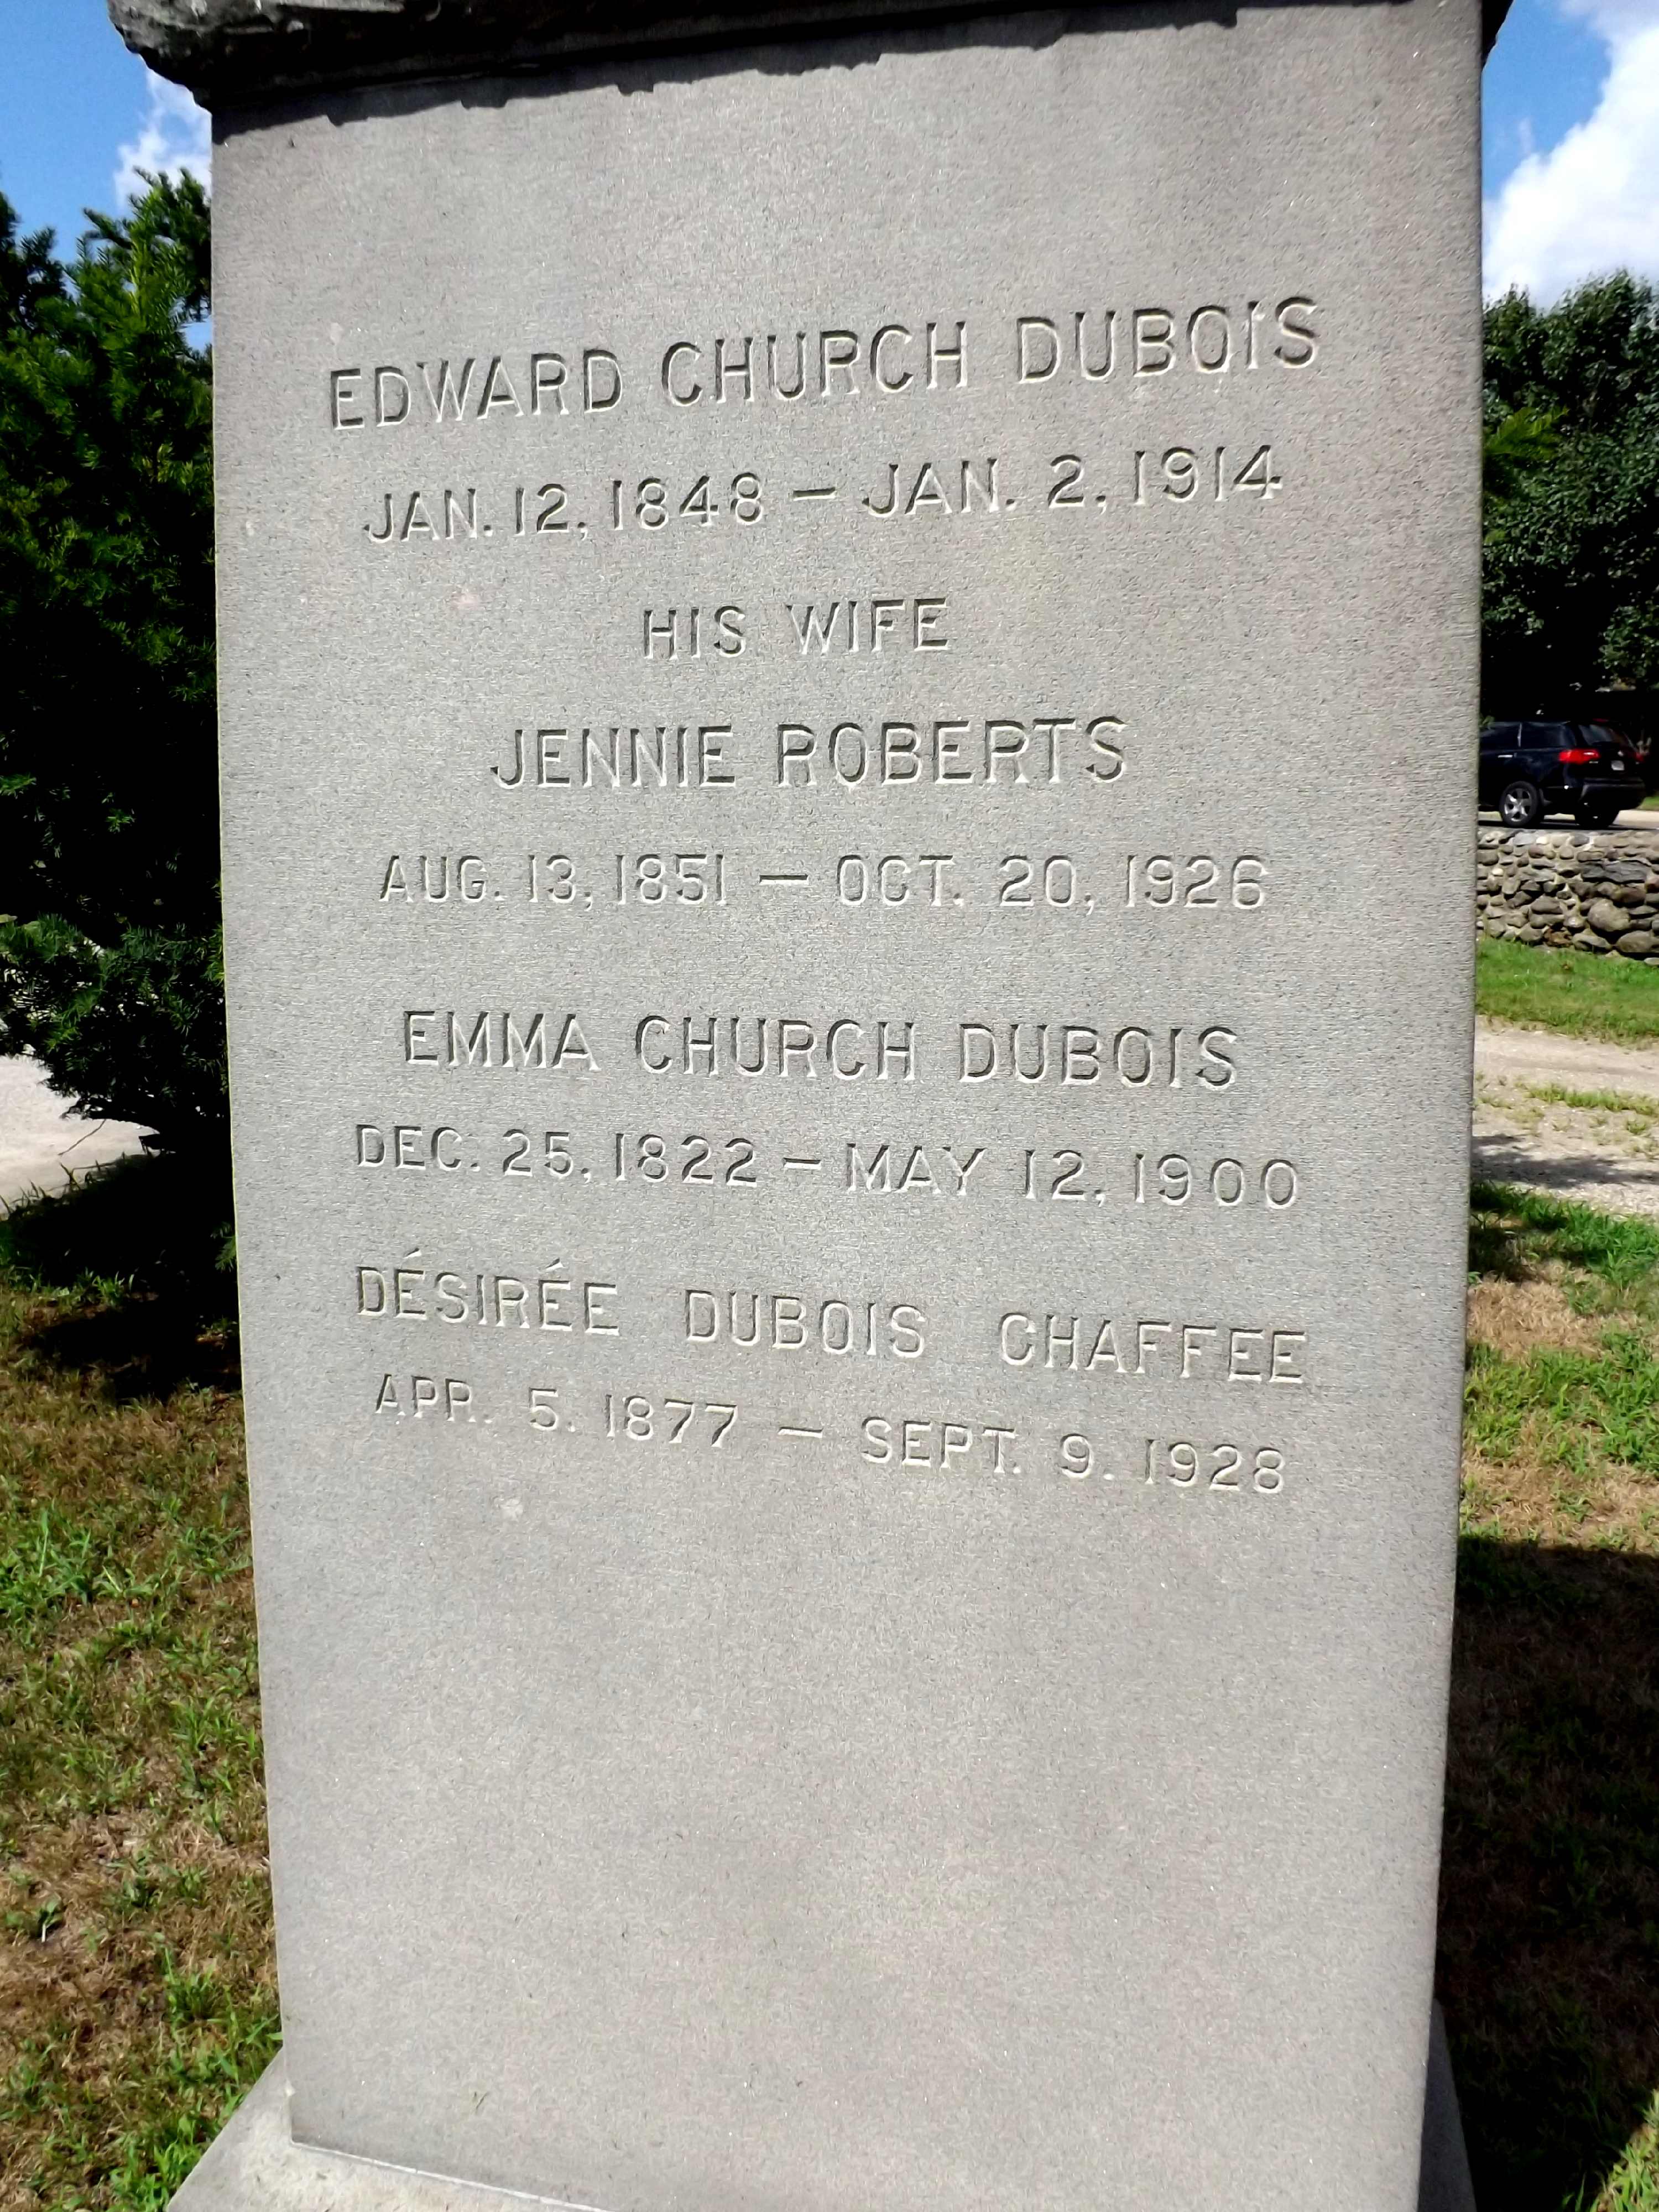 EDWARD CHURCH DUBOIS
JAN. 12, 1848 – JAN. 2, 1914
HIS WIFE
JENNIE ROBERTS
AUG. 13, 1851 – OCT. 20, 1926
EMMA CHURCH DUBOIS
DEC. 25, 1822 – MAY 12, 1900
DÉSIRÉE DUBOIS CHAFFEE
APR. 5. 1877 – SEPT. 9. 1928